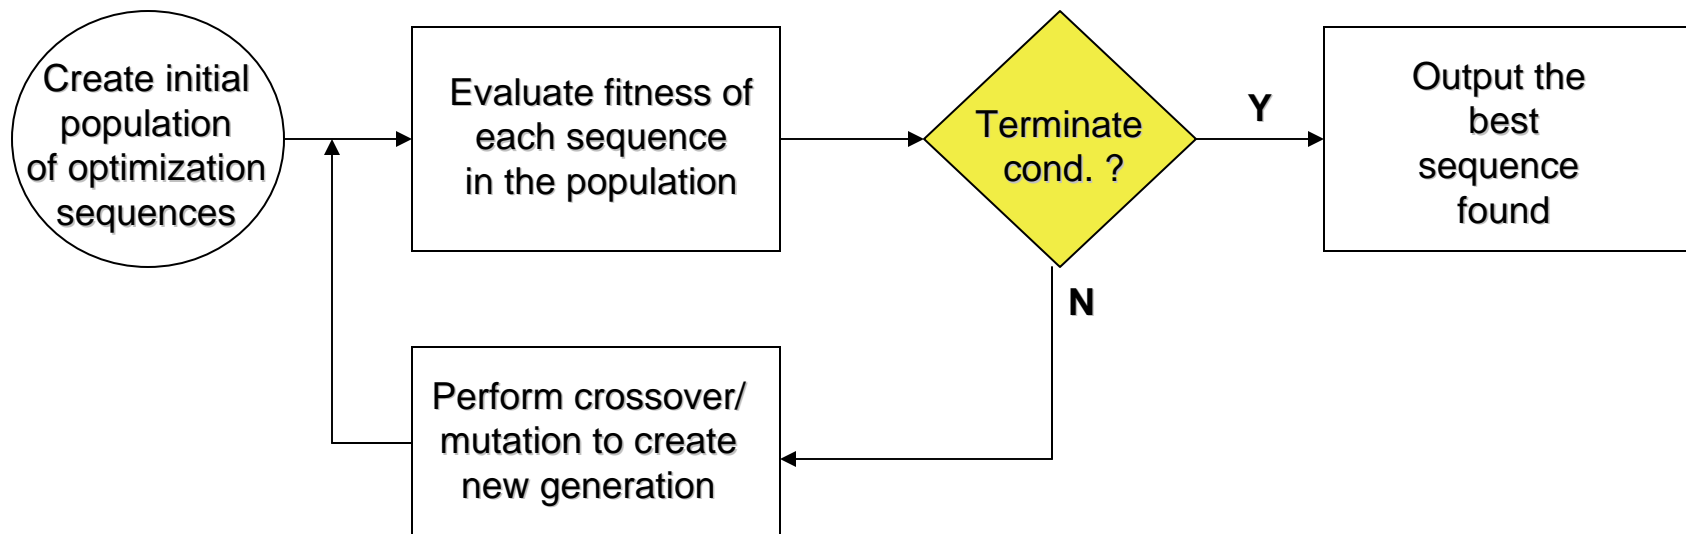 Create initial
population
of optimization
sequences
Evaluate fitness of
each sequence
in the population
Terminate
cond. ?
Y
Output the
best
sequence
found
N
Perform crossover/
mutation to create
new generation